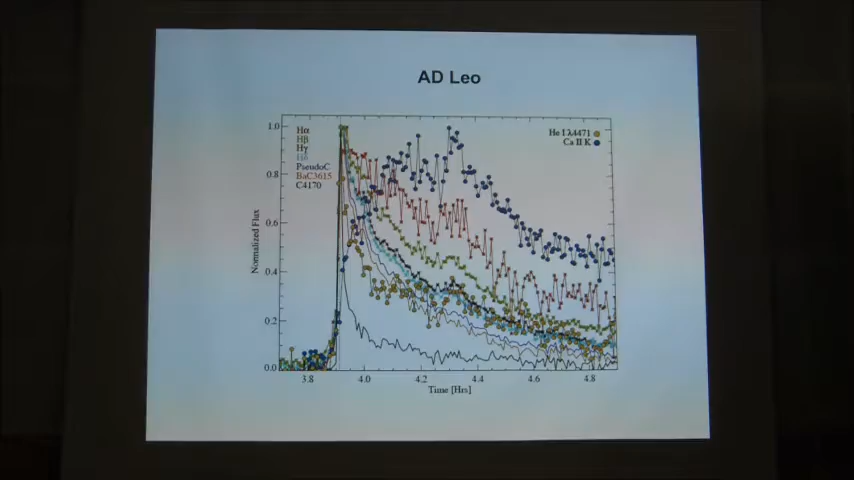 AD Leo
1.0
0.8
0.6
0.4
0.2
0.0
Normalized Flux
Hα
Hβ
Hγ
Hδ
PseudoC
BaC3615
C4170
He I λ4471
Ca II K
3.8 4.0 4.2 4.4 4.6 4.8
Time [Hrs]